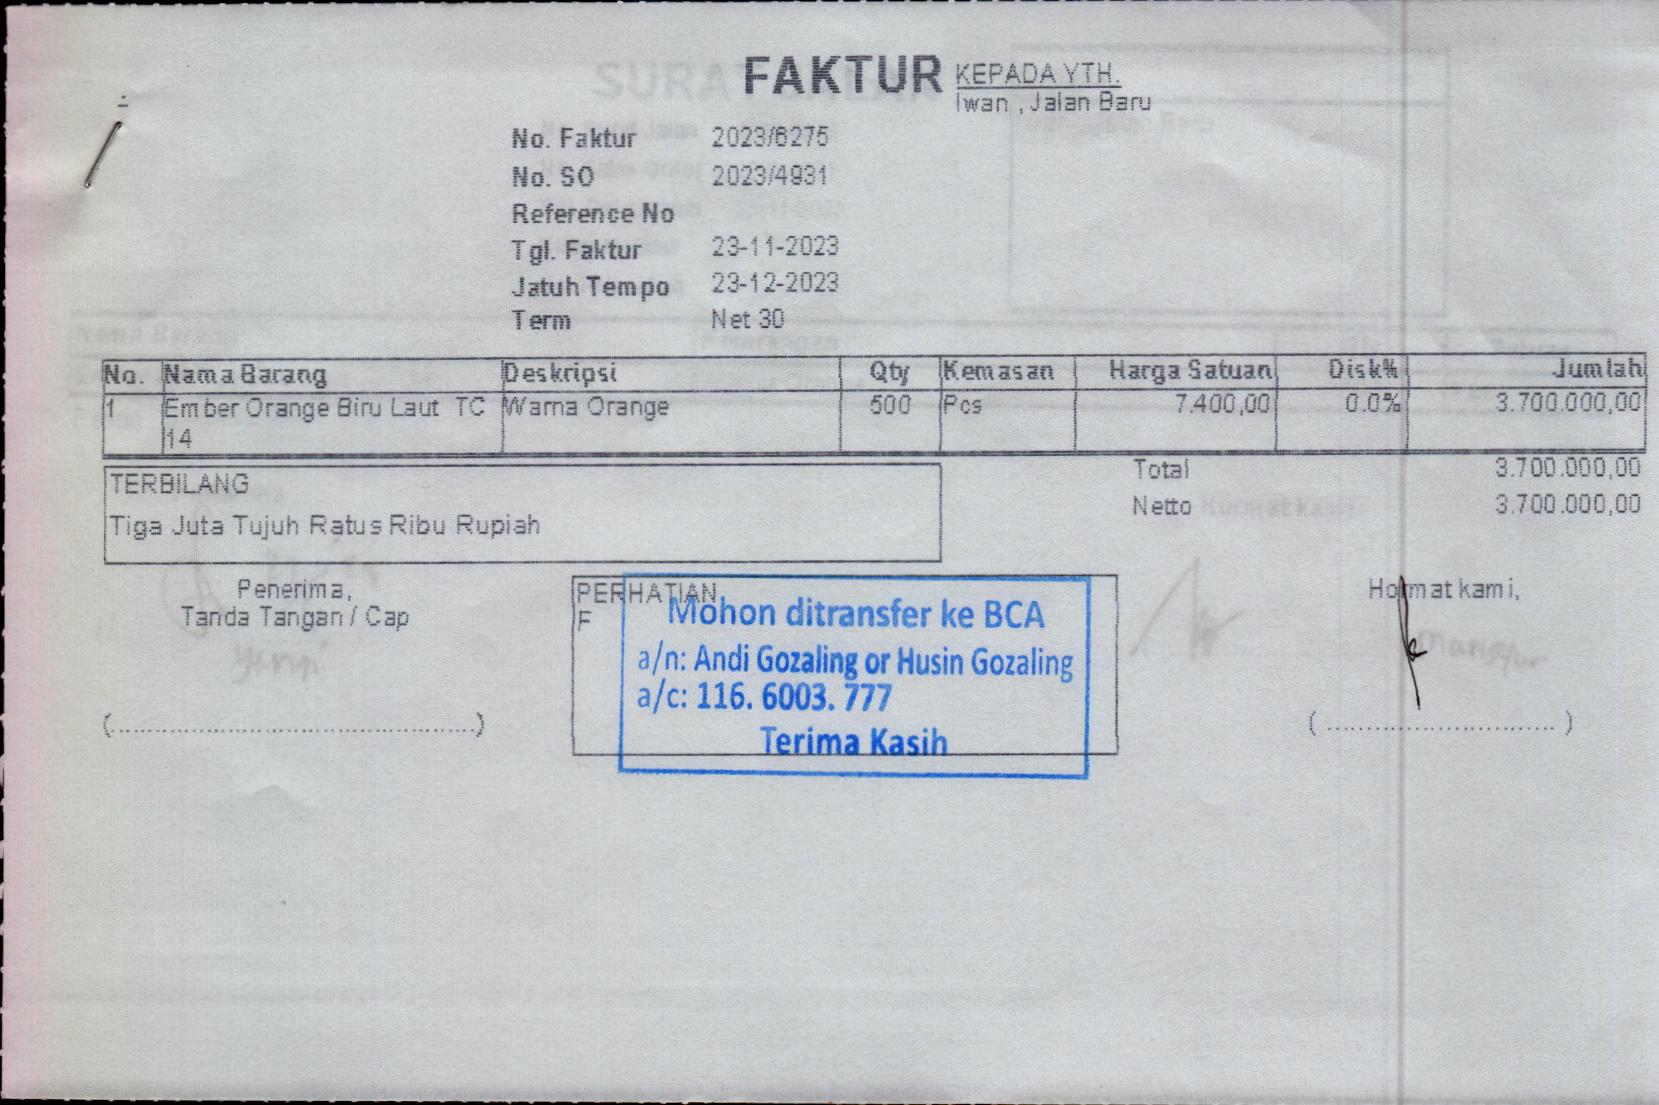 FAKTUR
KEPADA YTH.
Iwan , Jalan Baru
No. Faktur 2023/6275
No. SO 2023/4931
Reference No
Tgl. Faktur 23-11-2023
Jatuh Tempo 23-12-2023
Term Net 30
No. Nama Barang Deskripsi Qty Kemasan Harga Satuan Disk% Jumlah
1 Ember Orange Biru Laut TC Warna Orange 500 Pcs 7.400,00 0.0% 3.700.000,00
14
Total 3.700.000,00
Netto 3.700.000,00
TERBILANG
Tiga Juta Tujuh Ratus Ribu Rupiah
Penerima,
Tanda Tangan / Cap
(................................................)
PERHATIAN
F
Mohon ditransfer ke BCA
a/n: Andi Gozaling or Husin Gozaling
a/c: 116. 6003. 777
Terima Kasih
Hormat kami,
(..............................)